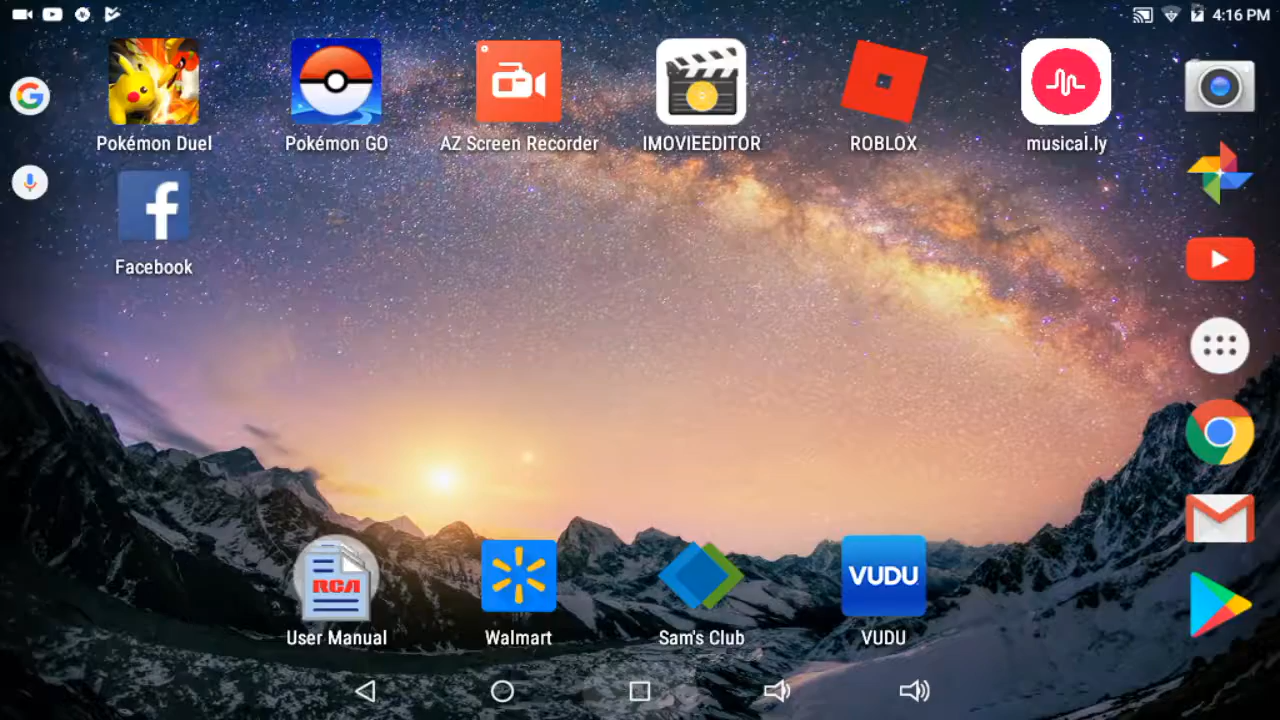 4:16 PM
Pokémon Duel
Pokémon GO
AZ Screen Recorder
IMOVIEEDITOR
ROBLOX
musical.ly
Facebook
RCA
VUDU
User Manual
Walmart
Sam's Club
VUDU